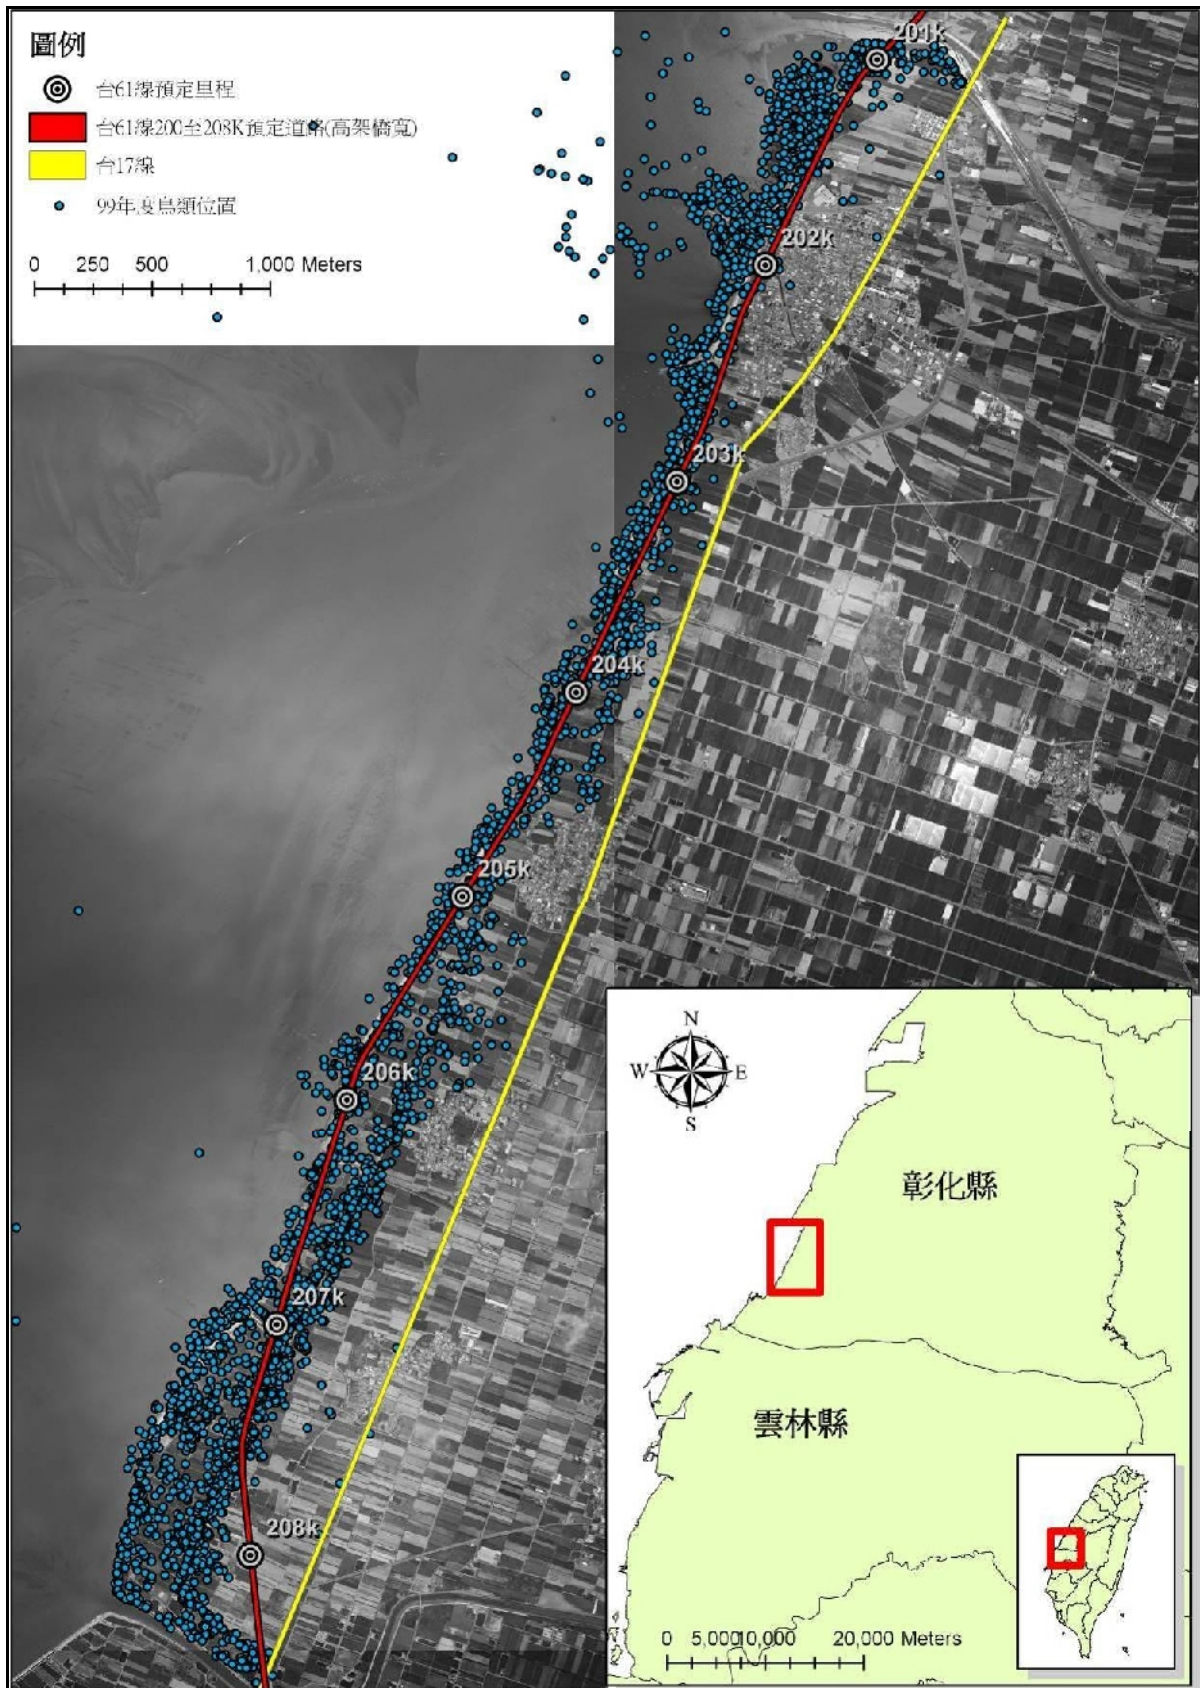 圖例
台61線預定里程
台61線200至208K預定道路(高架橋寬)
台17線
99年度鳥類位置
0 250 500 1,000 Meters
201k
202k
203k
204k
205k
206k
207k
208k
N
W E
S
彰化縣
雲林縣
0 5,00010,000 20,000 Meters